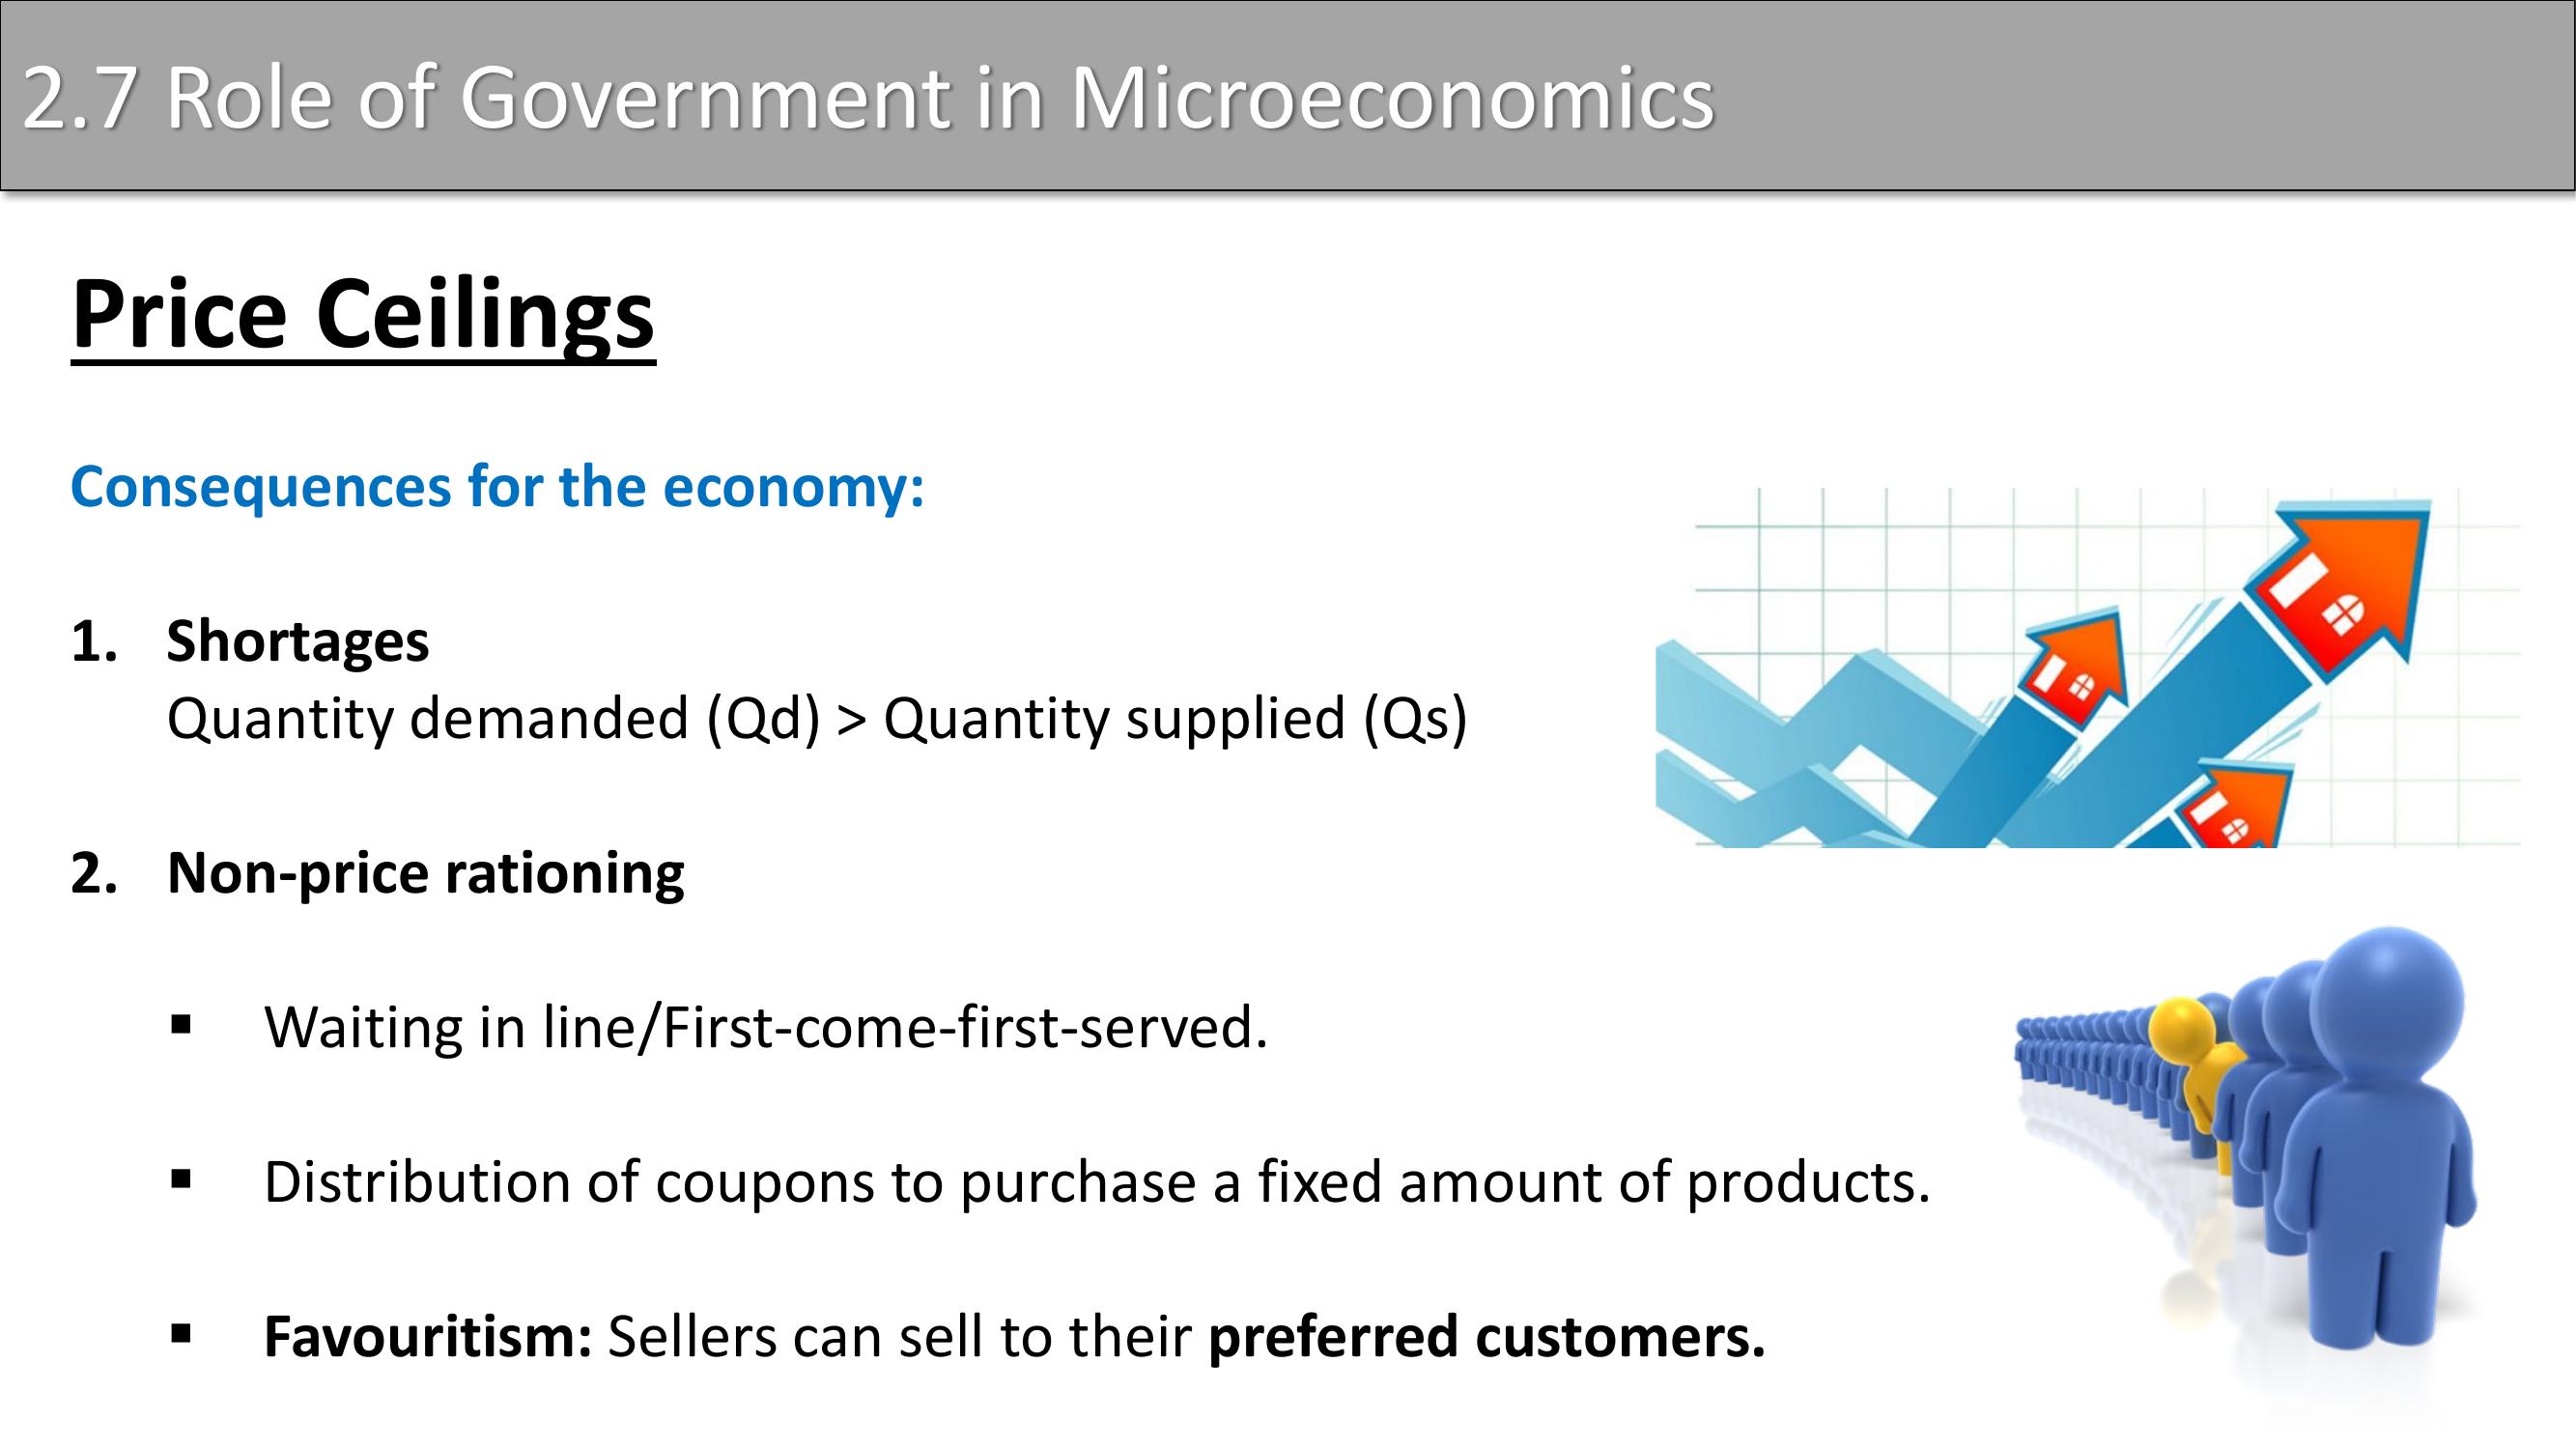 2.7 Role of Government in Microeconomics
Price Ceilings
Consequences for the economy:
1. Shortages
Quantity demanded (Qd) > Quantity supplied (Qs)
2. Non-price rationing
▪ Waiting in line/First-come-first-served.
▪ Distribution of coupons to purchase a fixed amount of products.
▪ Favouritism: Sellers can sell to their preferred customers.